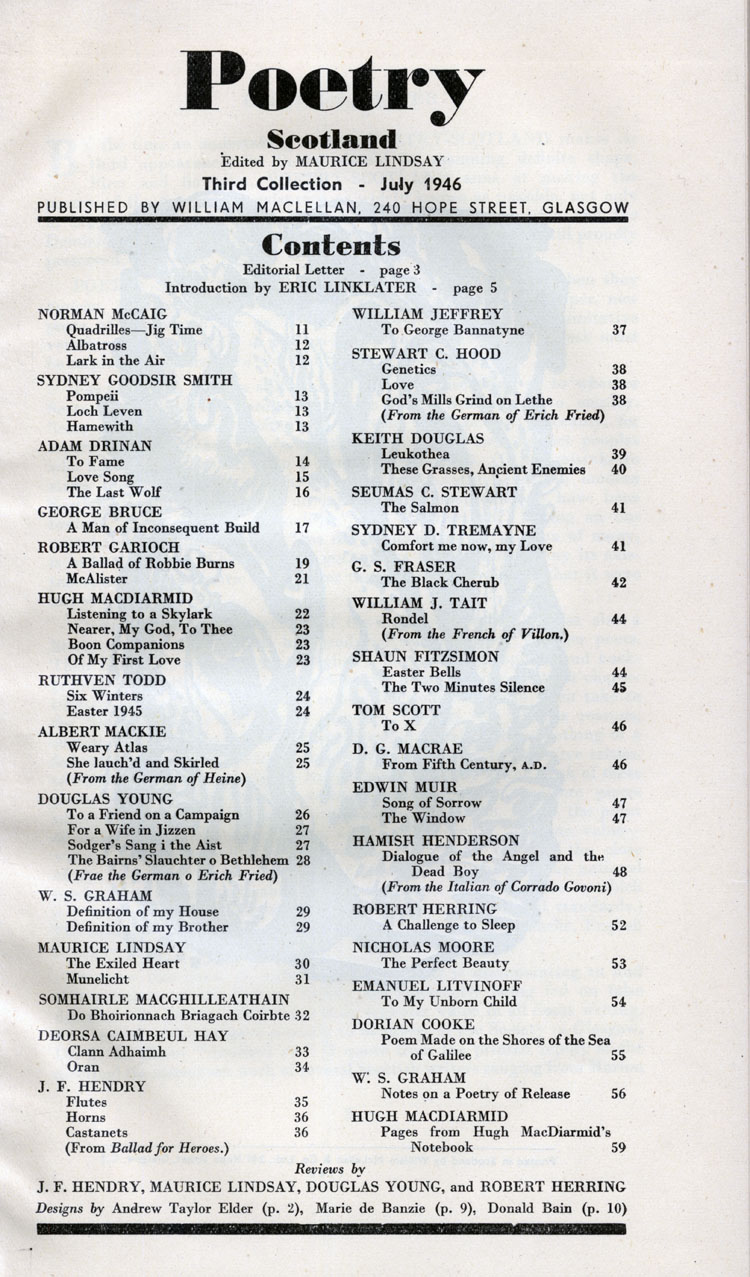 Poetry
Scotland
Edited by MAURICE LINDSAY
Third Collection - July 1946
PUBLISHED BY WILLIAM MACLELLAN, 240 HOPE STREET, GLASGOW
Contents
Editorial Letter - page 3
Introduction by ERIC LINKLATER - page 5
NORMAN McCAIG
Quadrilles—Jig Time 11
Albatross 12
Lark in the Air 12
SYDNEY GOODSIR SMITH
Pompeii 13
Loch Leven 13
Hamewith 13
ADAM DRINAN
To Fame 14
Love Song 15
The Last Wolf 16
GEORGE BRUCE
A Man of Inconsequent Build 17
ROBERT GARIOCH
A Ballad of Robbie Burns 19
McAlister 21
HUGH MACDIARMID
Listening to a Skylark 22
Nearer, My God, To Thee 23
Boon Companions 23
Of My First Love 23
RUTHVEN TODD
Six Winters 24
Easter 1945 24
ALBERT MACKIE
Weary Atlas 25
She lauch'd and Skirled 25
(From the German of Heine)
DOUGLAS YOUNG
To a Friend on a Campaign 26
For a Wife in Jizzen 27
Sodger's Sang i the Aist 27
The Bairns' Slauchter o Bethlehem 28
(Frae the German o Erich Fried)
W. S. GRAHAM
Definition of my House 29
Definition of my Brother 29
MAURICE LINDSAY
The Exiled Heart 30
Munelicht 31
SOMHAIRLE MACGHILLEATHAIN
Do Bhoirionnach Briagach Coirbte 32
DEORSA CAIMBEUL HAY
Clann Adhaimh 33
Oran 34
J. F. HENDRY
Flutes 35
Horns 36
Castanets 36
(From Ballad for Heroes.)
WILLIAM JEFFREY
To George Bannatyne 37
STEWART C. HOOD
Genetics 38
Love 38
God's Mills Grind on Lethe 38
(From the German of Erich Fried)
KEITH DOUGLAS
Leukothea 39
These Grasses, Ancient Enemies 40
SEUMAS C. STEWART
The Salmon 41
SYDNEY D. TREMAYNE
Comfort me now, my Love 41
G. S. FRASER
The Black Cherub 42
WILLIAM J. TAIT
Rondel 44
(From the French of Villon.)
SHAUN FITZSIMON
Easter Bells 44
The Two Minutes Silence 45
TOM SCOTT
To X 46
D. G. MACRAE
From Fifth Century, A.D. 46
EDWIN MUIR
Song of Sorrow 47
The Window 47
HAMISH HENDERSON
Dialogue of the Angel and the
Dead Boy 48
(From the Italian of Corrado Govoni)
ROBERT HERRING
A Challenge to Sleep 52
NICHOLAS MOORE
The Perfect Beauty 53
EMANUEL LITVINOFF
To My Unborn Child 54
DORIAN COOKE
Poem Made on the Shores of the Sea
of Galilee 55
W. S. GRAHAM
Notes on a Poetry of Release 56
HUGH MACDIARMID
Pages from Hugh MacDiarmid's
Notebook 59
Reviews by
J. F. HENDRY, MAURICE LINDSAY, DOUGLAS YOUNG, and ROBERT HERRING
Designs by Andrew Taylor Elder (p. 2), Marie de Banzie (p. 9), Donald Bain (p. 10)